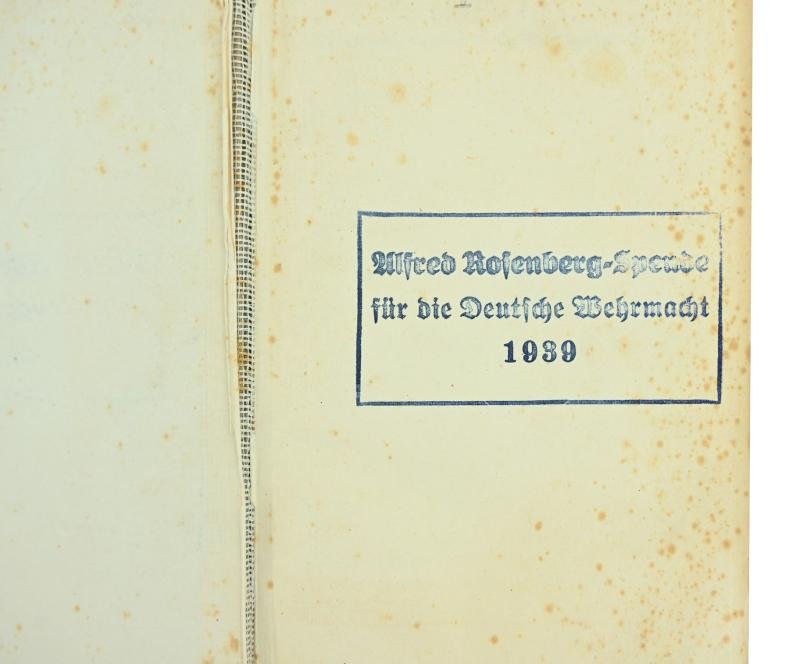 Alfred Rosenberg-Spende
für die Deutsche Wehrmacht
1939